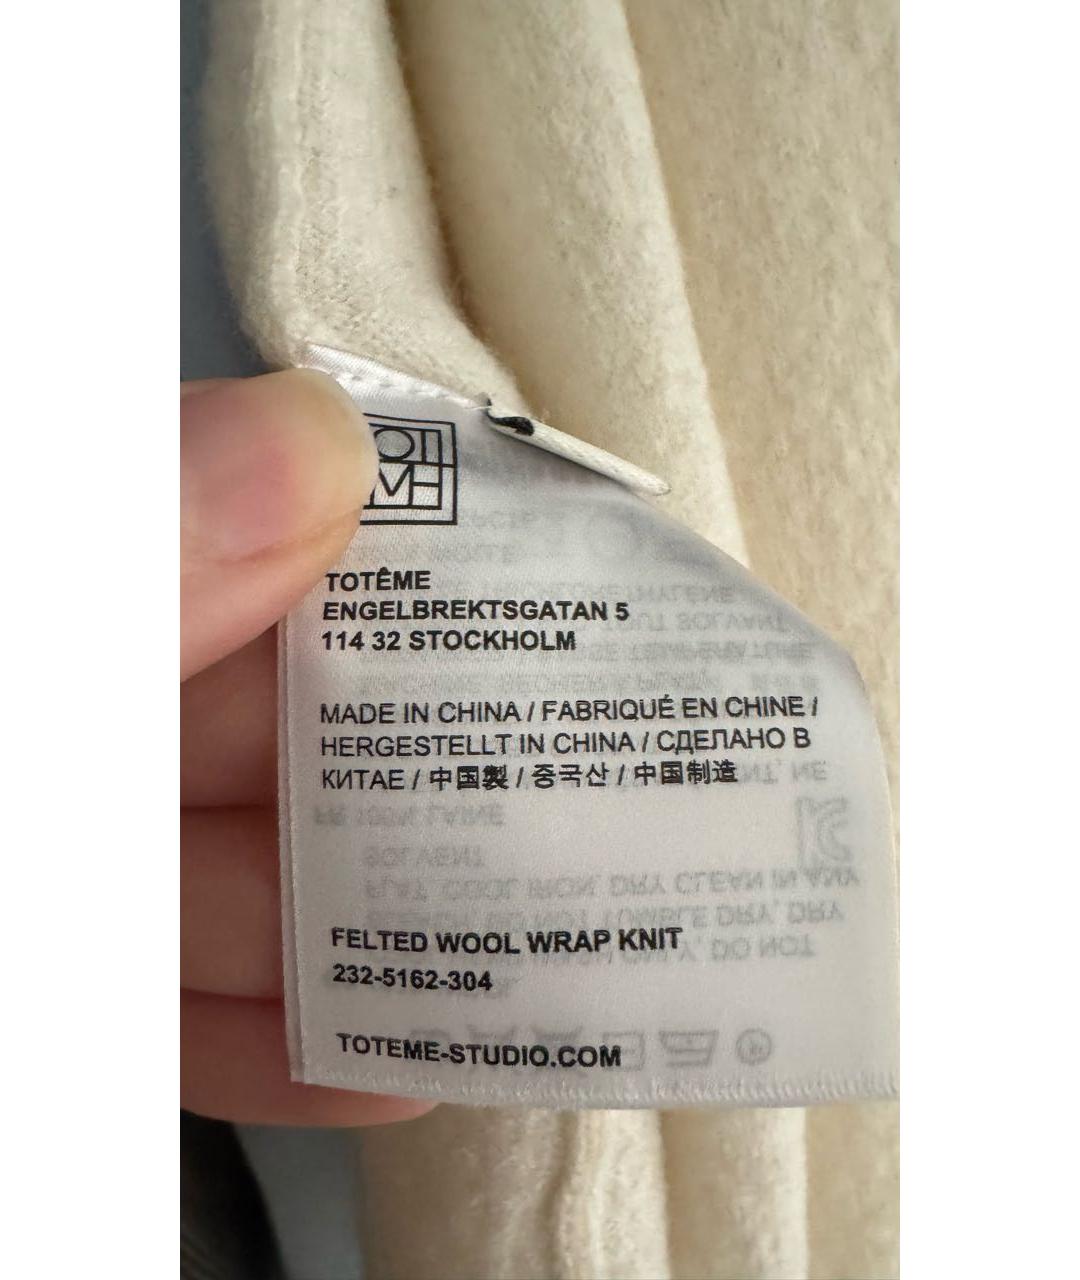 TOTÊME
ENGELBREKTSGATAN 5
114 32 STOCKHOLM
MADE IN CHINA / FABRIQUÉ EN CHINE /
HERGESTELLT IN CHINA / СДЕЛАНО В
КИТАЕ / 中国製 / 중국산 / 中国制造
FELTED WOOL WRAP KNIT
232-5162-304
TOTEME-STUDIO.COM